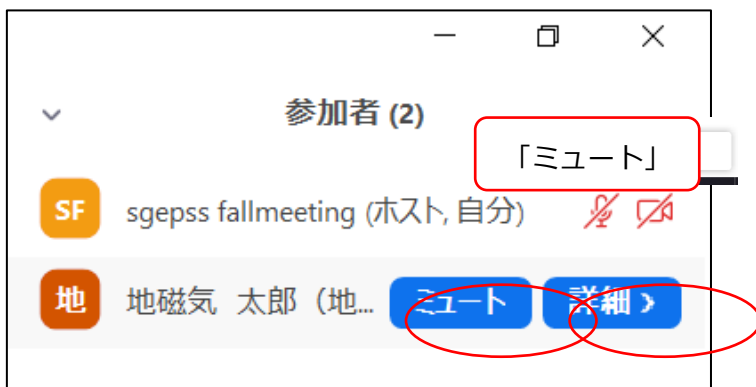 参加者 (2)
「ミュート」
SF sgepss fallmeeting (ホスト, 自分)
地 地磁気 太郎（地... ミュート 詳細 >